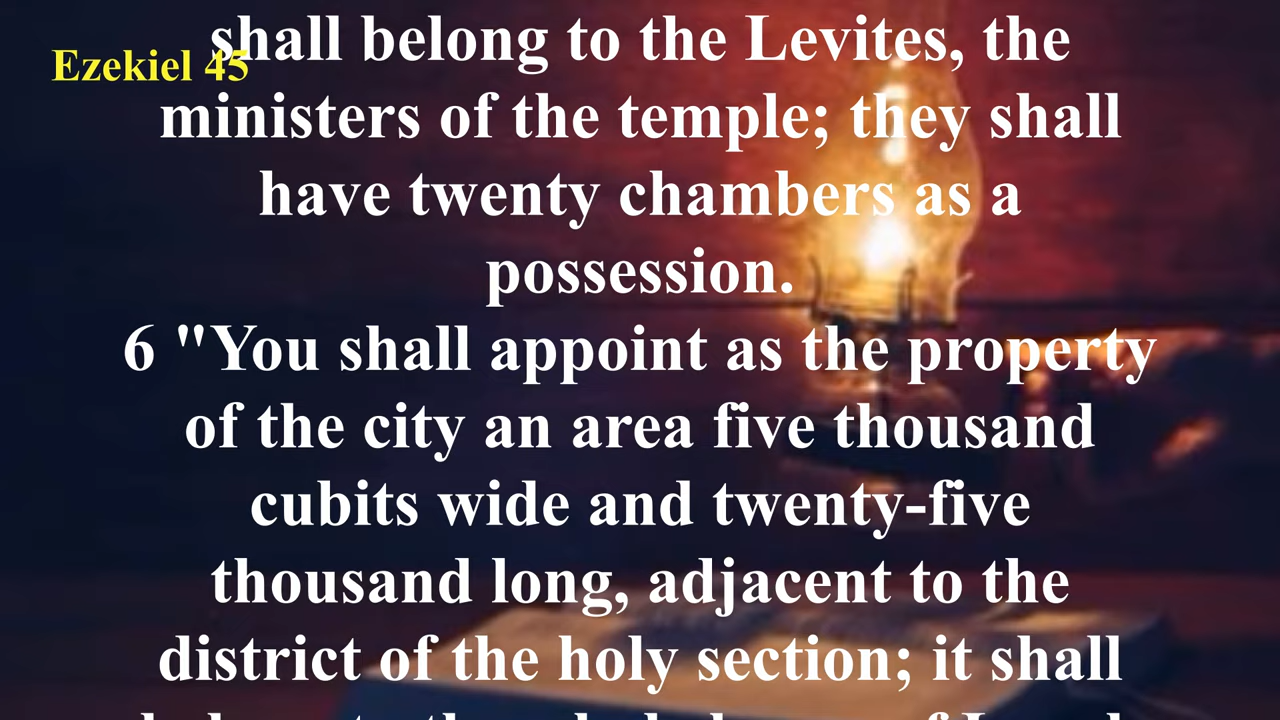 Ezekiel 45
shall belong to the Levites, the
ministers of the temple; they shall
have twenty chambers as a
possession.
6 "You shall appoint as the property
of the city an area five thousand
cubits wide and twenty-five
thousand long, adjacent to the
district of the holy section; it shall